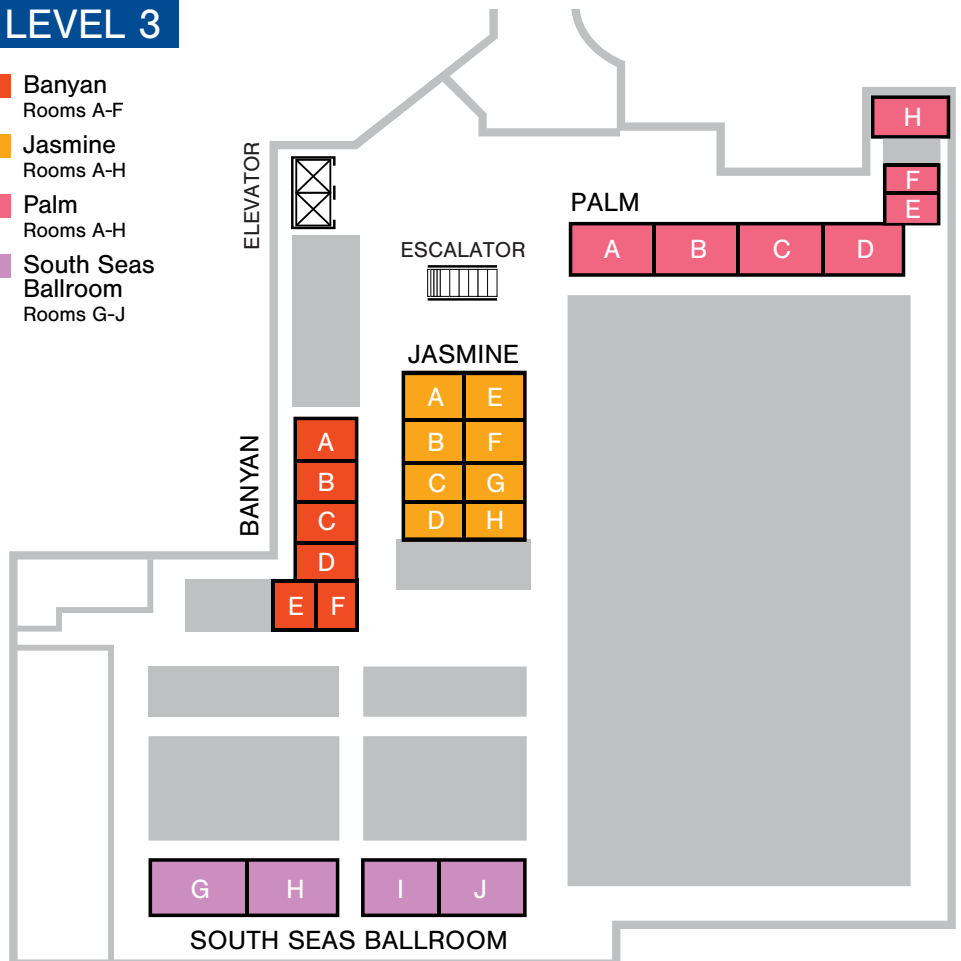 LEVEL 3
Banyan
Rooms A-F
Jasmine
Rooms A-H
Palm
Rooms A-H
South Seas
Ballroom
Rooms G-J
ELEVATOR
ESCALATOR
PALM
H
F
E
A B C D
JASMINE
A E
B F
C G
D H
BANYAN
A
B
C
D
E F
G H I J
SOUTH SEAS BALLROOM